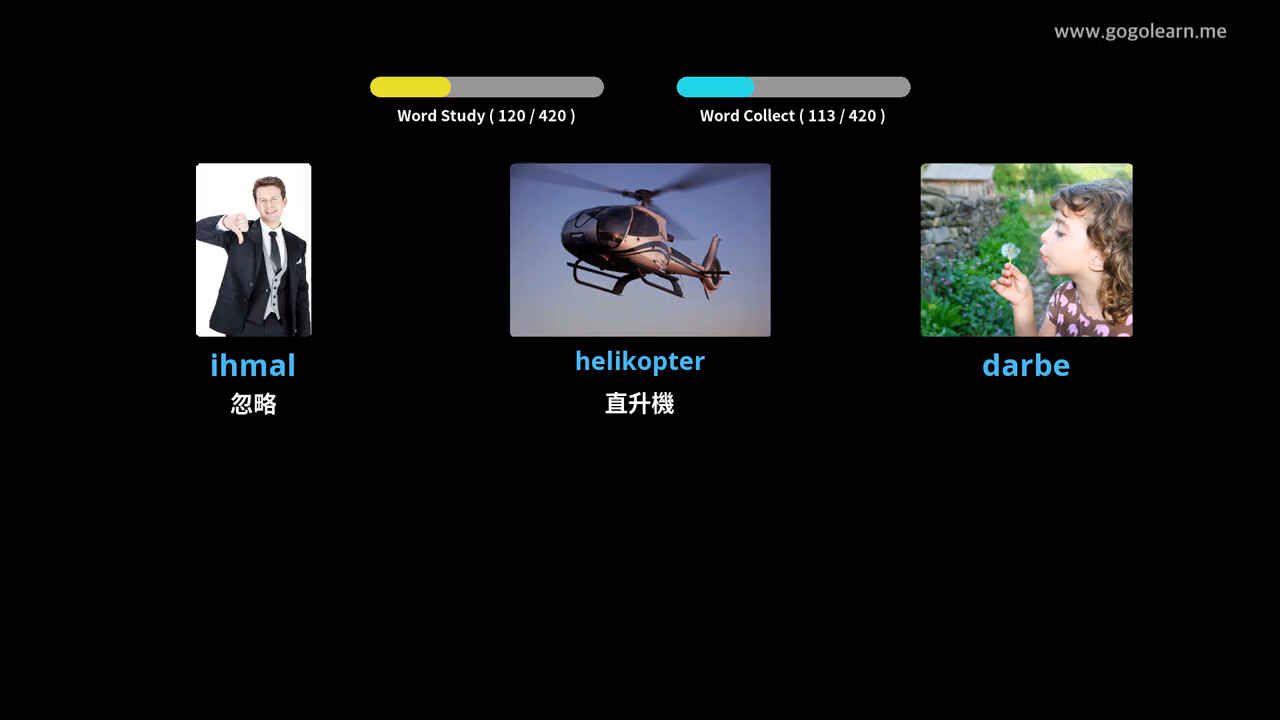 www.gogolearn.me
Word Study ( 120 / 420 )
Word Collect ( 113 / 420 )
ihmal
helikopter
darbe
忽略
直升機